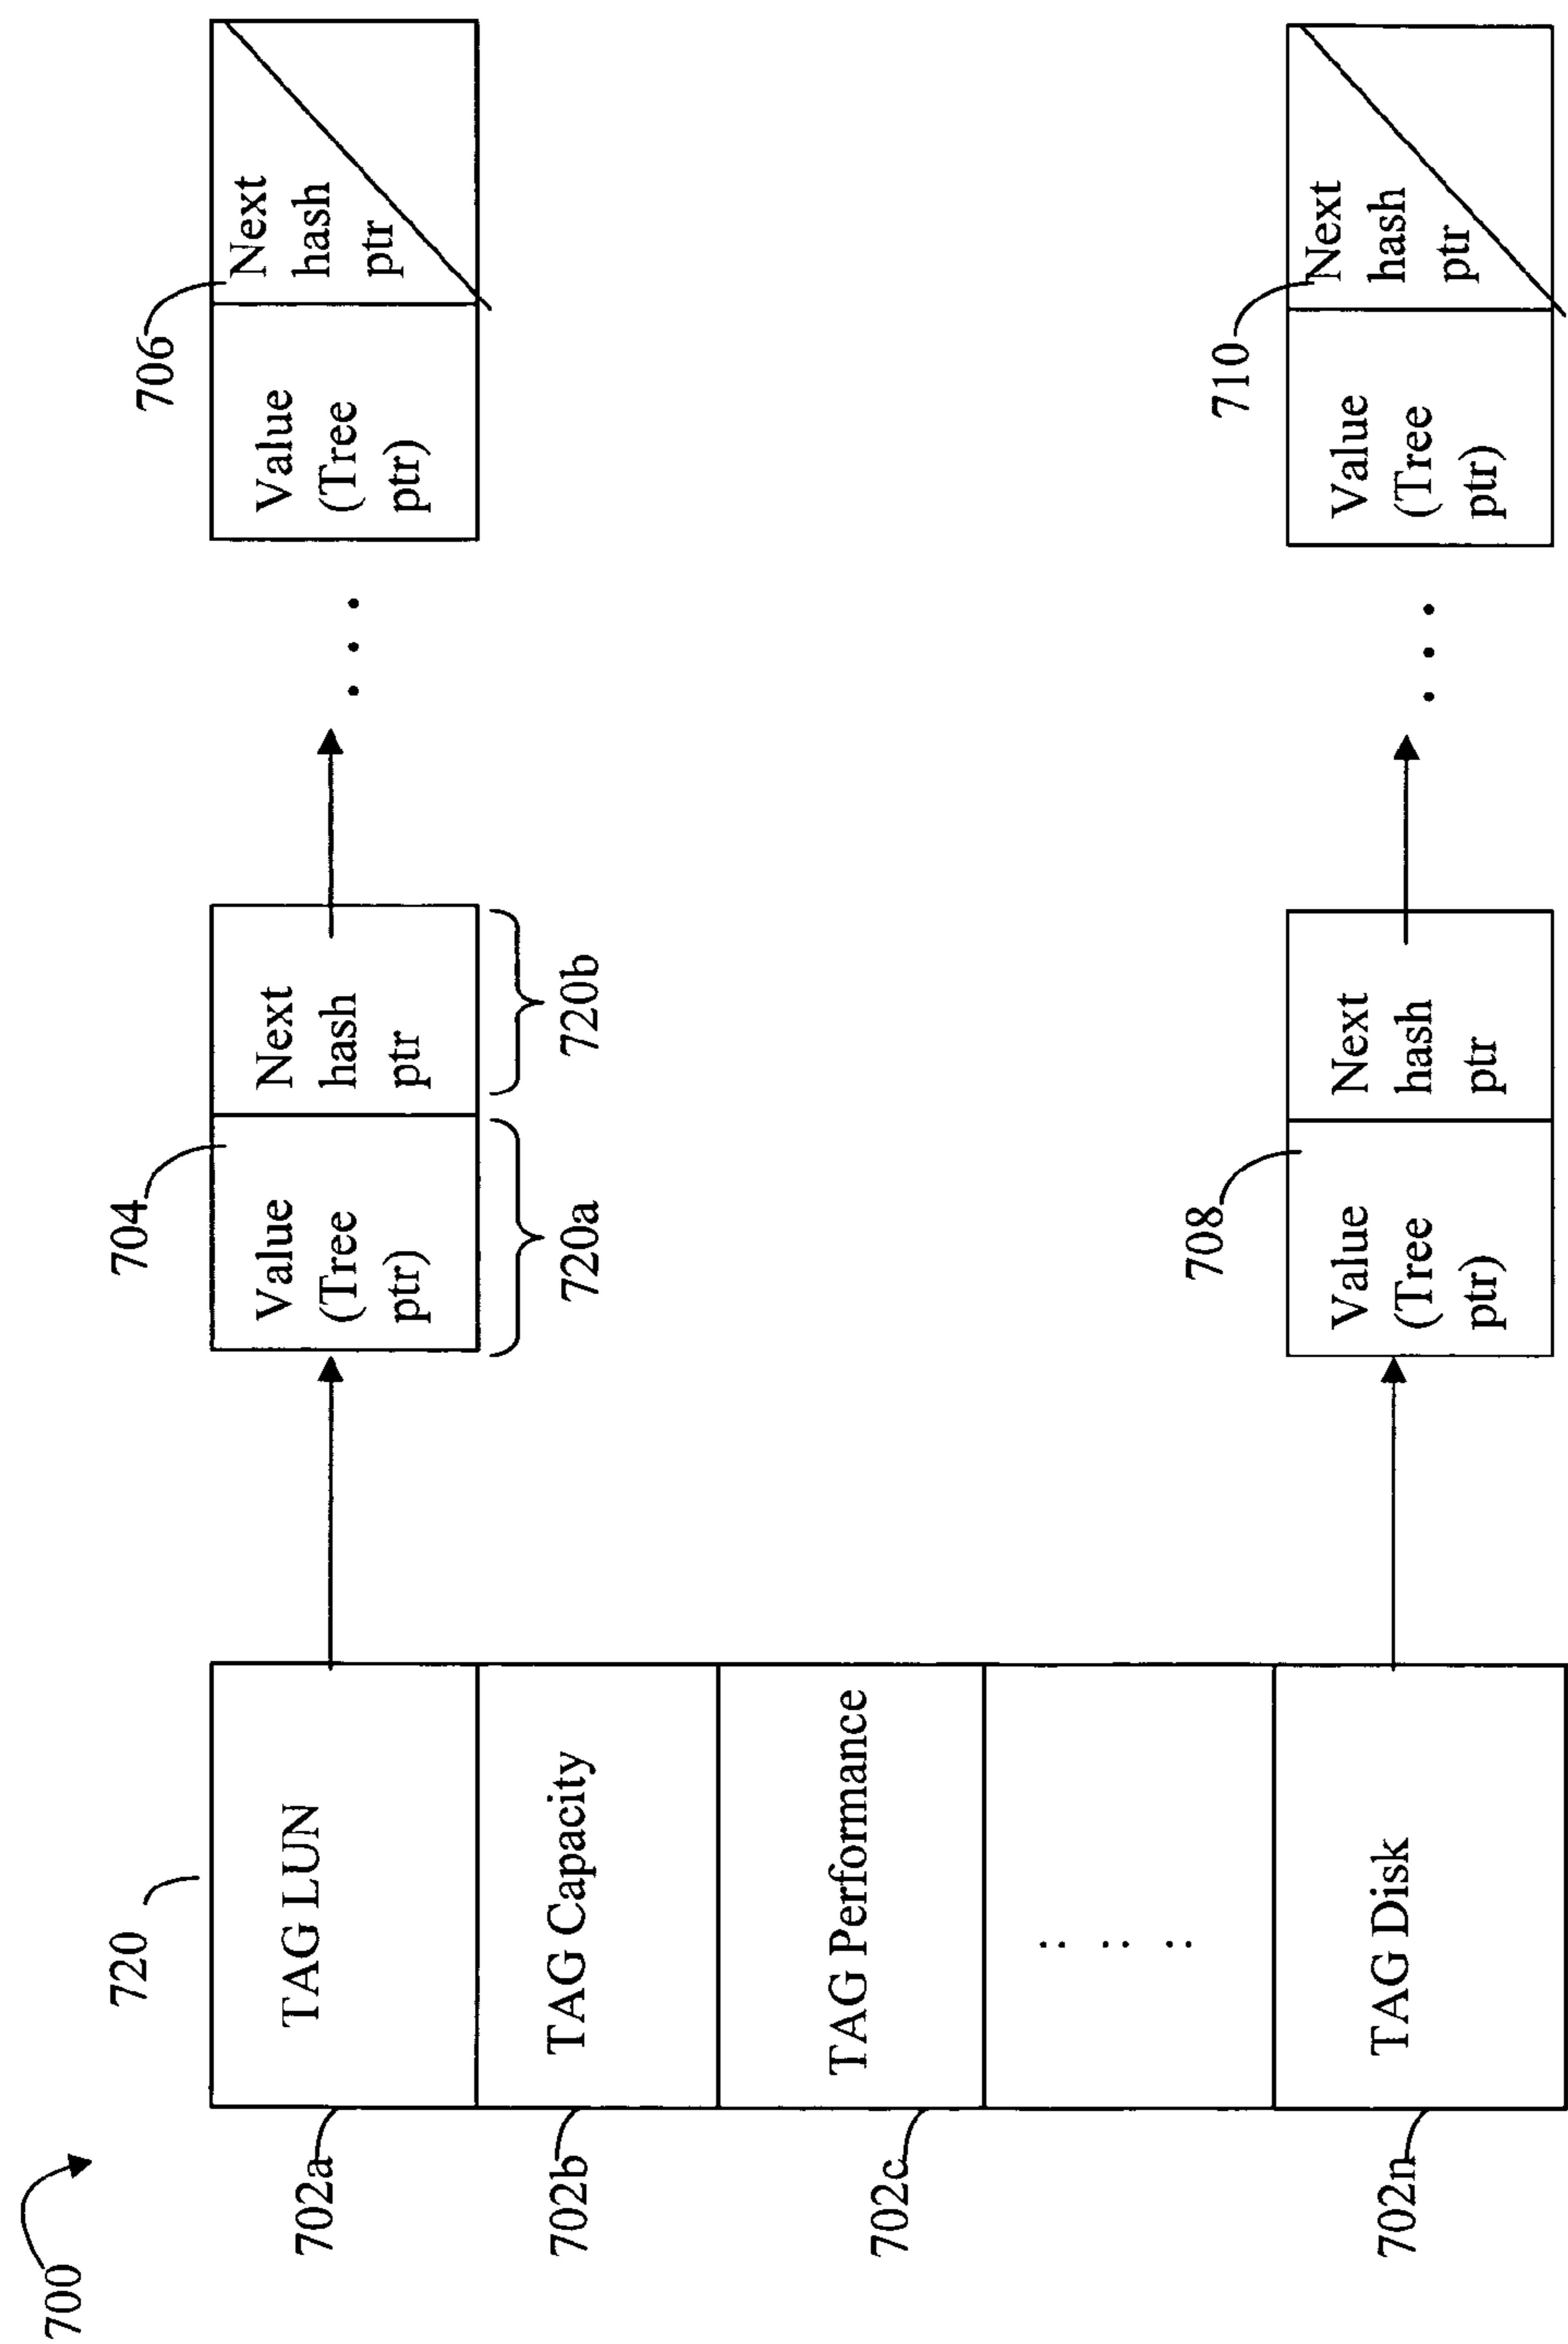 700
720
702a
TAG LUN
702b
TAG Capacity
702c
TAG Performance
702n
TAG Disk
704
Value
(Tree
ptr)
Next
hash
ptr
720a
720b
706
Value
(Tree
ptr)
Next
hash
ptr
708
Value
(Tree
ptr)
Next
hash
ptr
710
Value
(Tree
ptr)
Next
hash
ptr